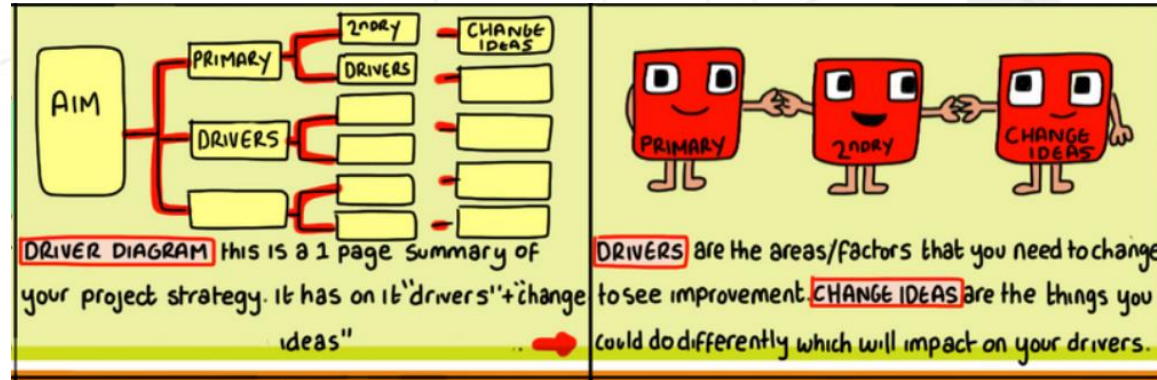 AIM
PRIMARY
DRIVERS
2nDRY
DRIVERS
CHANGE
IDEAS
DRIVER DIAGRAM this is a 1 page summary of
your project strategy. it has on it "drivers"+"change
ideas"
PRIMARY
2nDRY
CHANGE
IDEAS
DRIVERS are the areas/factors that you need to change
to see improvement. CHANGE IDEAS are the things you
could do differently which will impact on your drivers.